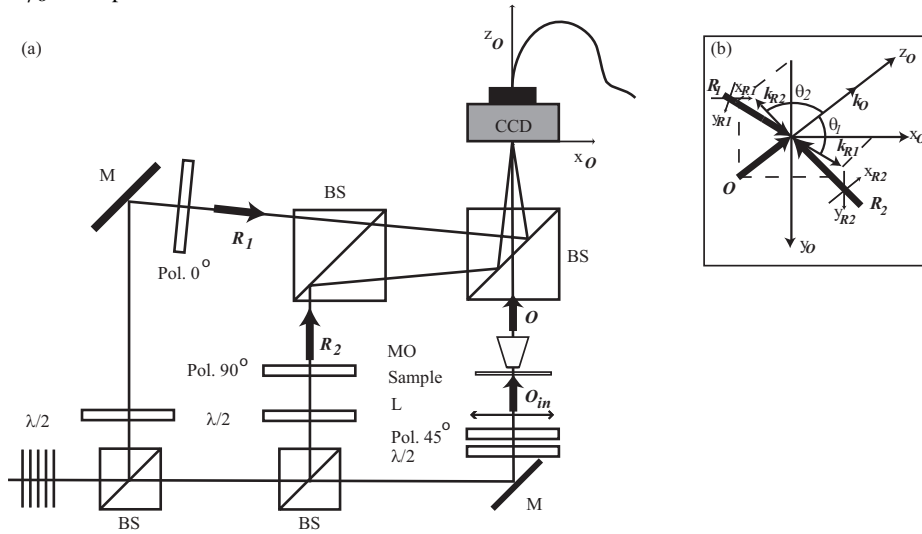 (a)
z_O
CCD
x_O
M
BS
R_1
Pol. 0°
BS
O
R_2
MO
Pol. 90°
Sample
L
O_in
λ/2
λ/2
Pol. 45°
λ/2
BS
BS
M
(b)
z_O
R_1
x_R1
k_R2
θ_2
k_O
y_R1
θ_1
x_O
k_R1
O
x_R2
y_R2
R_2
y_O